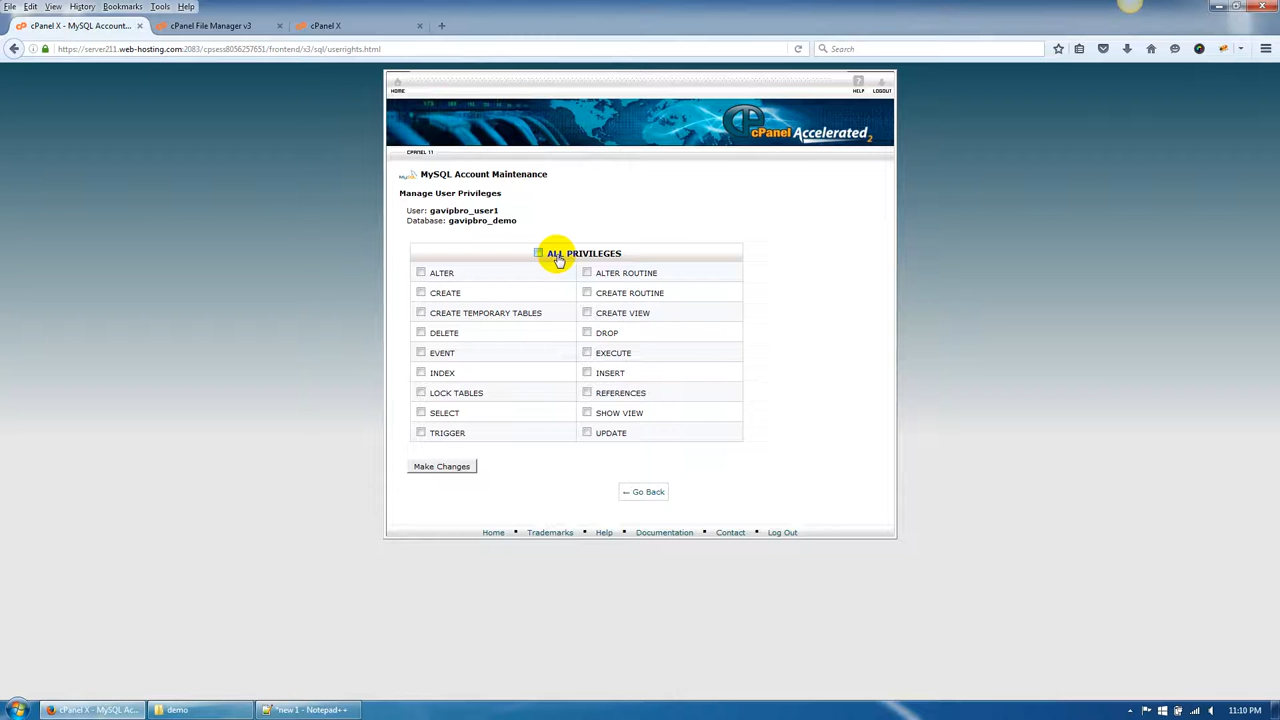 File Edit View History Bookmarks Tools Help
cPanel X - MySQL Account... × cPanel File Manager v3 × cPanel X × +
https://server211.web-hosting.com:2083/cpsess8056257651/frontend/x3/sql/userrights.html Search
HOME HELP LOGOUT
cPanel Accelerated2
CPANEL 11
MySQL Account Maintenance
Manage User Privileges
User: gavipbro_user1
Database: gavipbro_demo
ALL PRIVILEGES
ALTER ALTER ROUTINE
CREATE CREATE ROUTINE
CREATE TEMPORARY TABLES CREATE VIEW
DELETE DROP
EVENT EXECUTE
INDEX INSERT
LOCK TABLES REFERENCES
SELECT SHOW VIEW
TRIGGER UPDATE
Make Changes
← Go Back
Home Trademarks Help Documentation Contact Log Out
cPanel X - MySQL Ac... demo *new 1 - Notepad++ 11:10 PM